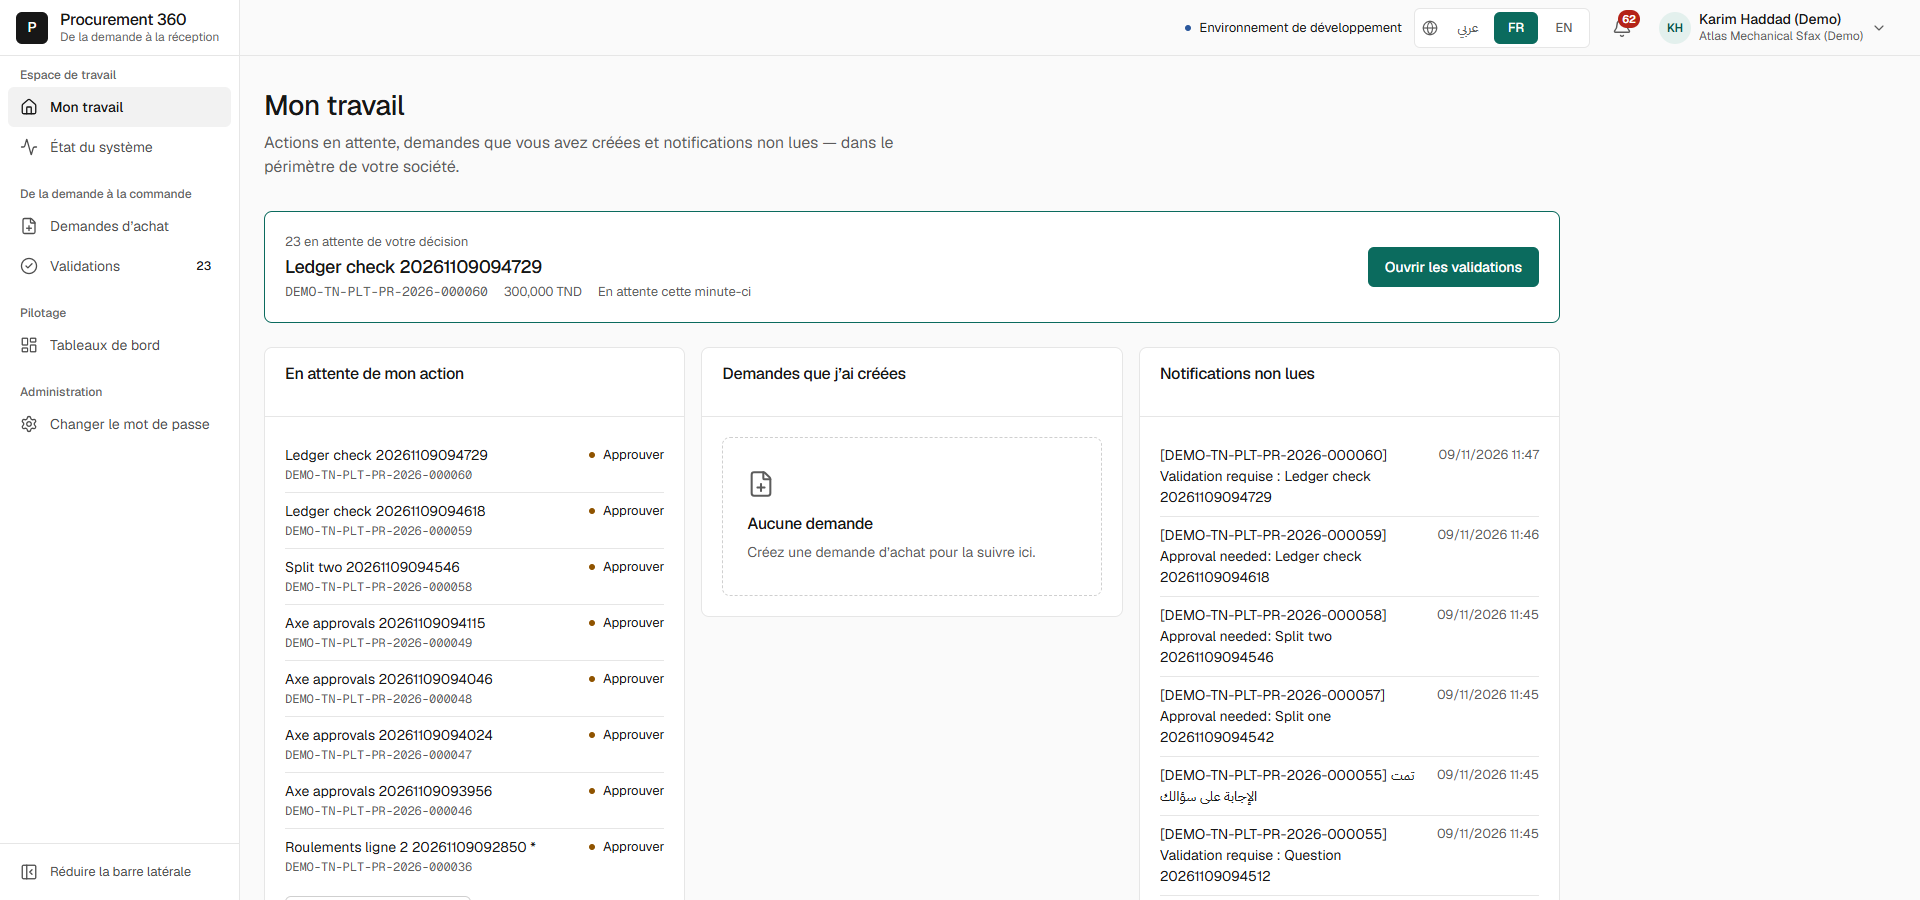 P
Procurement 360
De la demande à la réception
Environnement de développement
عربي
FR
EN
62
KH
Karim Haddad (Demo)
Atlas Mechanical Sfax (Demo)
Espace de travail
Mon travail
État du système
De la demande à la commande
Demandes d'achat
Validations 23
Pilotage
Tableaux de bord
Administration
Changer le mot de passe
Réduire la barre latérale
Mon travail
Actions en attente, demandes que vous avez créées et notifications non lues — dans le
périmètre de votre société.
23 en attente de votre décision
Ledger check 20261109094729
DEMO-TN-PLT-PR-2026-000060 300,000 TND En attente cette minute-ci
Ouvrir les validations
En attente de mon action
Ledger check 20261109094729 Approuver
DEMO-TN-PLT-PR-2026-000060
Ledger check 20261109094618 Approuver
DEMO-TN-PLT-PR-2026-000059
Split two 20261109094546 Approuver
DEMO-TN-PLT-PR-2026-000058
Axe approvals 20261109094115 Approuver
DEMO-TN-PLT-PR-2026-000049
Axe approvals 20261109094046 Approuver
DEMO-TN-PLT-PR-2026-000048
Axe approvals 20261109094024 Approuver
DEMO-TN-PLT-PR-2026-000047
Axe approvals 20261109093956 Approuver
DEMO-TN-PLT-PR-2026-000046
Roulements ligne 2 20261109092850 * Approuver
DEMO-TN-PLT-PR-2026-000036
Demandes que j'ai créées
Aucune demande
Créez une demande d'achat pour la suivre ici.
Notifications non lues
[DEMO-TN-PLT-PR-2026-000060] 09/11/2026 11:47
Validation requise : Ledger check
20261109094729
[DEMO-TN-PLT-PR-2026-000059] 09/11/2026 11:46
Approval needed: Ledger check
20261109094618
[DEMO-TN-PLT-PR-2026-000058] 09/11/2026 11:45
Approval needed: Split two
20261109094546
[DEMO-TN-PLT-PR-2026-000057] 09/11/2026 11:45
Approval needed: Split one
20261109094542
[DEMO-TN-PLT-PR-2026-000055] تمت 09/11/2026 11:45
الإجابة على سؤالك
[DEMO-TN-PLT-PR-2026-000055] 09/11/2026 11:45
Validation requise : Question
20261109094512